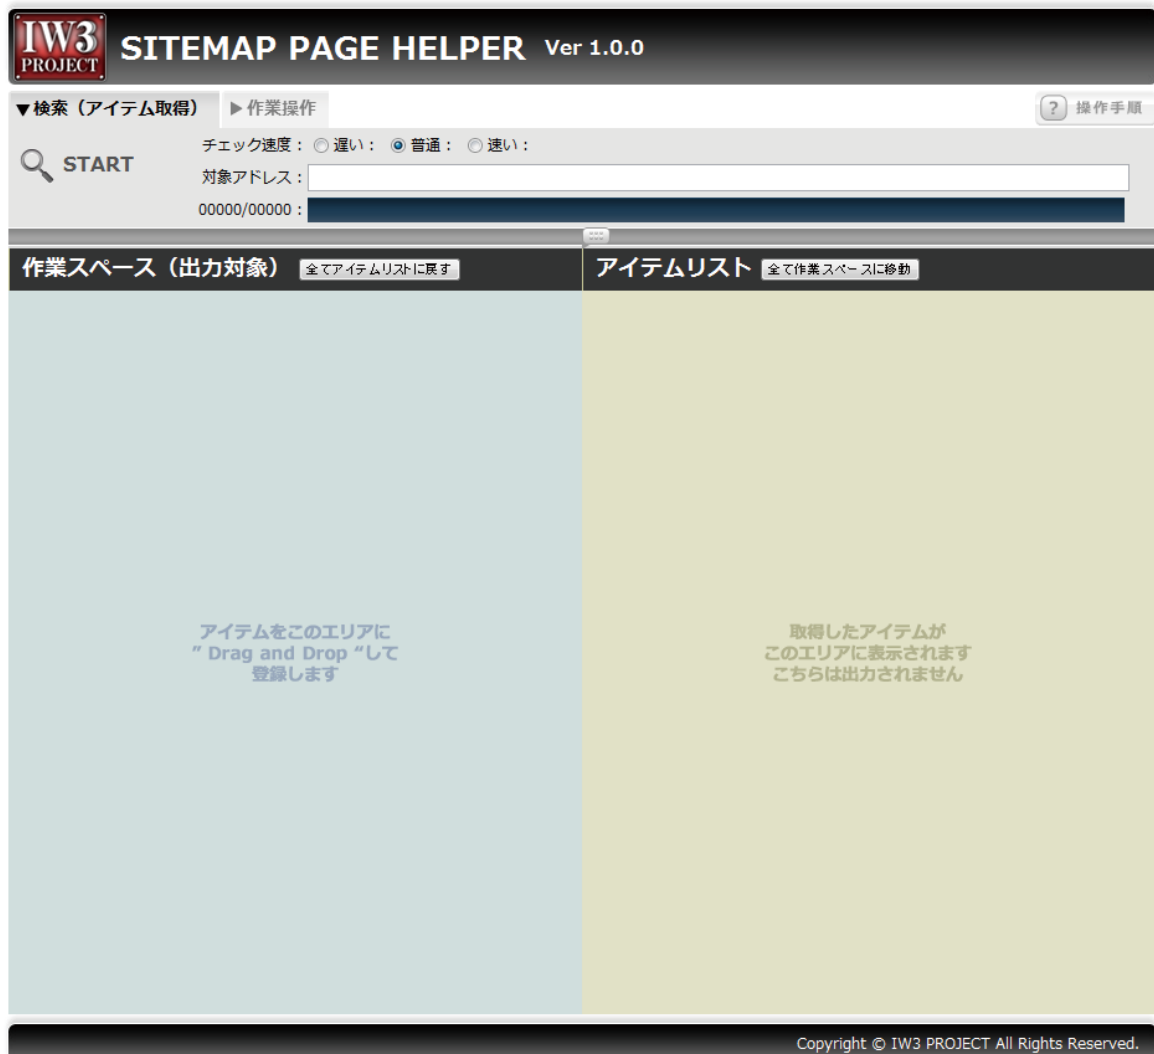 IW3
PROJECT
SITEMAP PAGE HELPER Ver 1.0.0
▼検索（アイテム取得） ▶作業操作 ? 操作手順
START
チェック速度： 遅い： 普通： 速い：
対象アドレス：
00000/00000：
作業スペース（出力対象） 全てアイテムリストに戻す
アイテムリスト 全て作業スペースに移動
アイテムをこのエリアに
” Drag and Drop “して
登録します
取得したアイテムが
このエリアに表示されます
こちらは出力されません
Copyright © IW3 PROJECT All Rights Reserved.